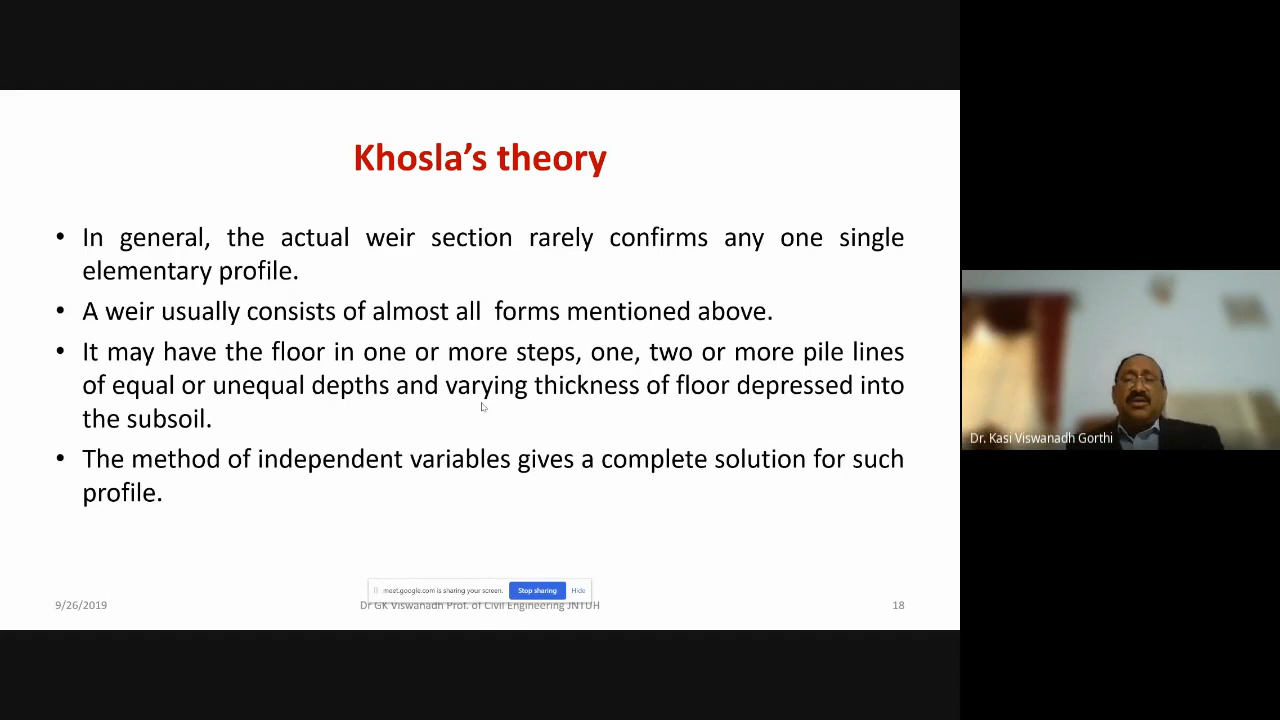 Khosla's theory
• In general, the actual weir section rarely confirms any one single
elementary profile.
• A weir usually consists of almost all forms mentioned above.
• It may have the floor in one or more steps, one, two or more pile lines
of equal or unequal depths and varying thickness of floor depressed into
the subsoil.
• The method of independent variables gives a complete solution for such
profile.
meet.google.com is sharing your screen. Stop sharing Hide
9/26/2019 Dr GK Viswanadh Prof. of Civil Engineering JNTUH 18
Dr. Kasi Viswanadh Gorthi